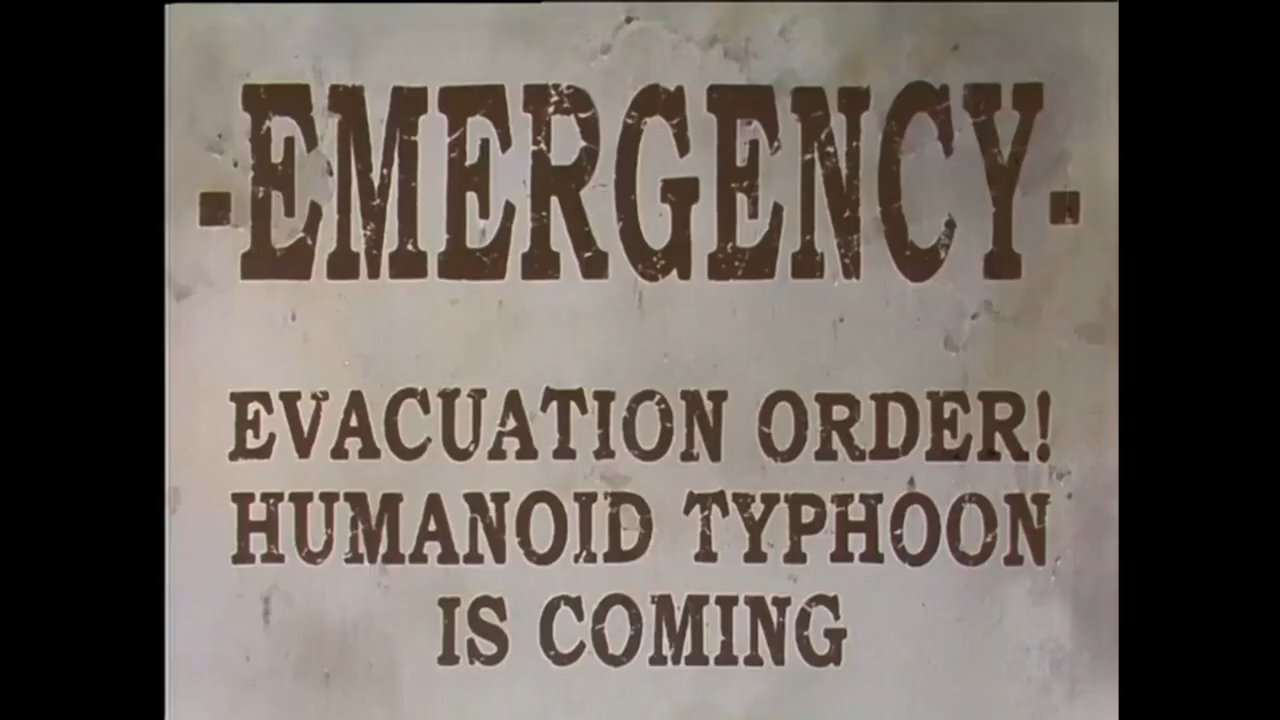 -EMERGENCY-
EVACUATION ORDER!
HUMANOID TYPHOON
IS COMING